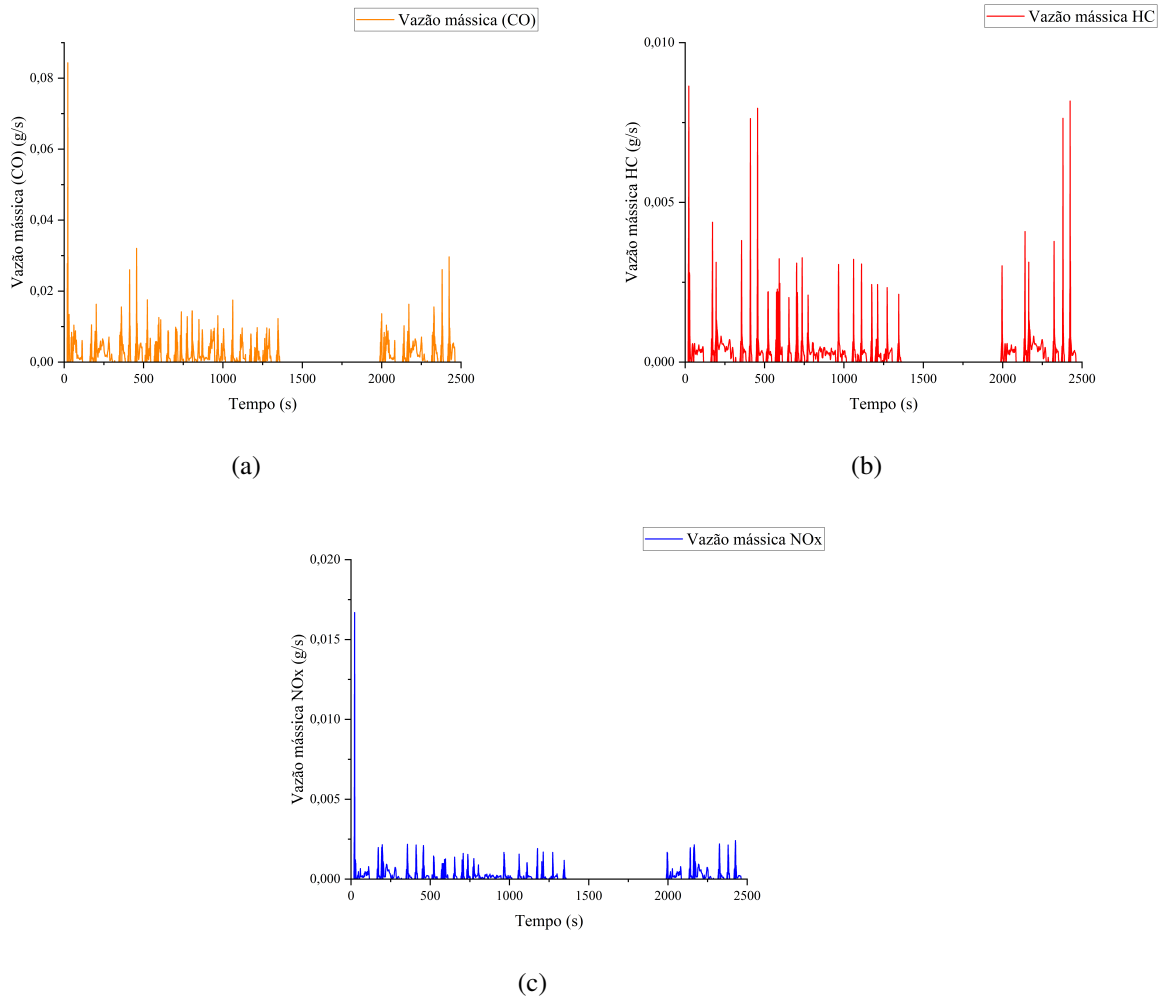 Vazão mássica (CO)
0,08
0,06
0,04
0,02
0,00
Vazão mássica (CO) (g/s)
0 500 1000 1500 2000 2500
Tempo (s)
(a)
Vazão mássica HC
0,010
0,005
0,000
Vazão mássica HC (g/s)
0 500 1000 1500 2000 2500
Tempo (s)
(b)
Vazão mássica NOx
0,020
0,015
0,010
0,005
0,000
Vazão mássica NOx (g/s)
0 500 1000 1500 2000 2500
Tempo (s)
(c)